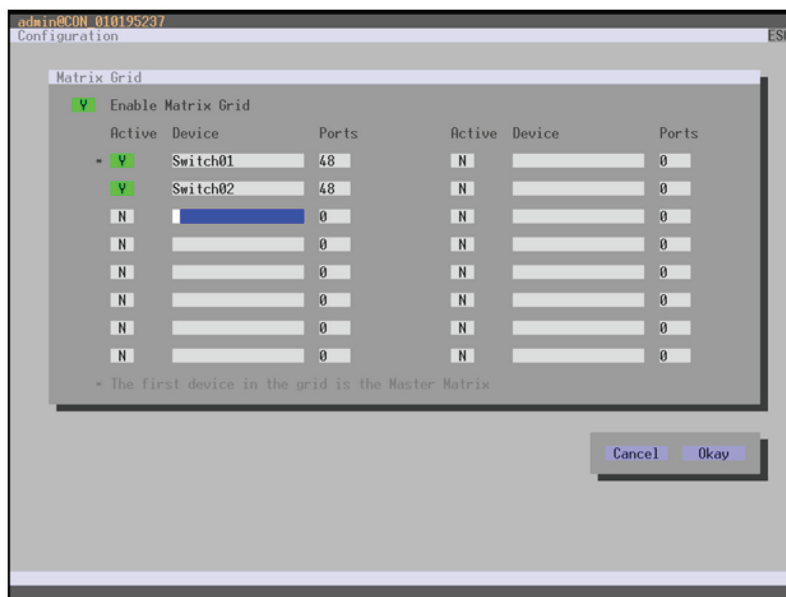 admin@CON_010195237
Configuration
Matrix Grid
Y Enable Matrix Grid
Active Device Ports Active Device Ports
* Y Switch01 48 N 0
Y Switch02 48 N 0
N 0 N 0
N 0 N 0
N 0 N 0
N 0 N 0
N 0 N 0
N 0 N 0
* The first device in the grid is the Master Matrix
Cancel Okay